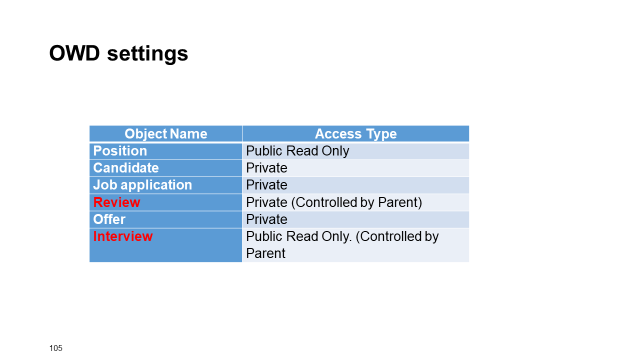 OWD settings
Object Name Access Type
Position Public Read Only
Candidate Private
Job application Private
Review Private (Controlled by Parent)
Offer Private
Interview Public Read Only. (Controlled by
Parent
105